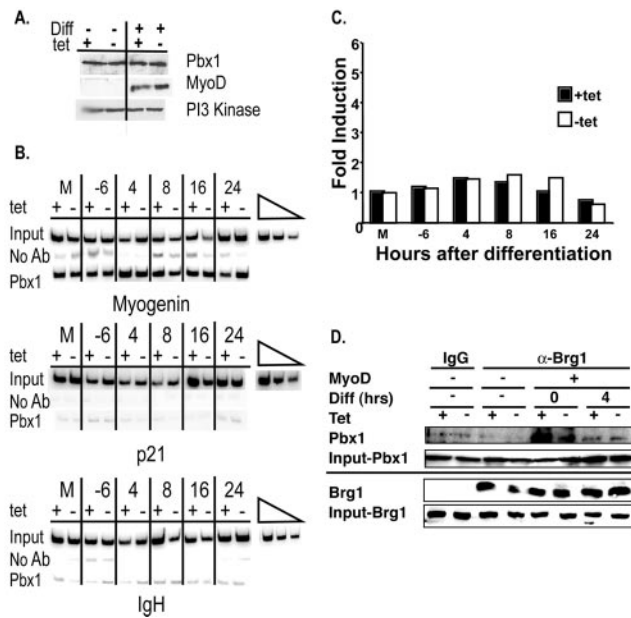 A.
Diff - - + +
tet + - + -
Pbx1
MyoD
PI3 Kinase
B.
M -6 4 8 16 24
tet + - + - + - + - + - + -
Input
No Ab
Pbx1
Myogenin
M -6 4 8 16 24
tet + - + - + - + - + - + -
Input
No Ab
Pbx1
p21
M -6 4 8 16 24
tet + - + - + - + - + - + -
Input
No Ab
Pbx1
IgH
C.
Fold Induction
6
5
4
3
2
1
0
+tet
-tet
M -6 4 8 16 24
Hours after differentiation
D.
IgG α-Brg1
MyoD - - +
Diff (hrs) - - 0 4
Tet + - + - + - + -
Pbx1
Input-Pbx1
Brg1
Input-Brg1